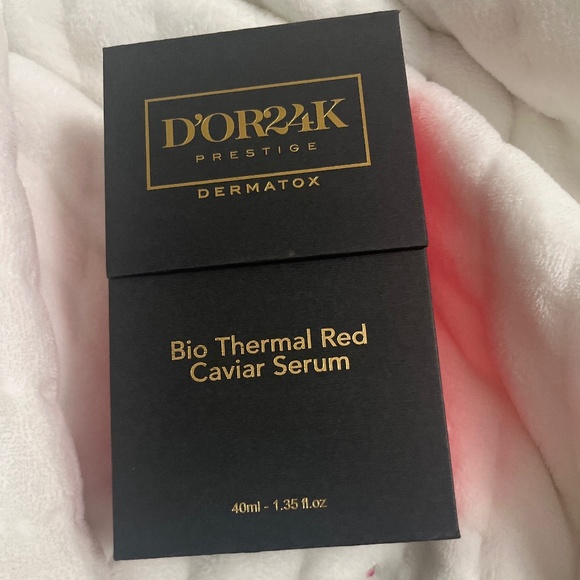 D'OR24K
PRESTIGE
DERMATOX
Bio Thermal Red
Caviar Serum
40ml - 1.35 fl.oz